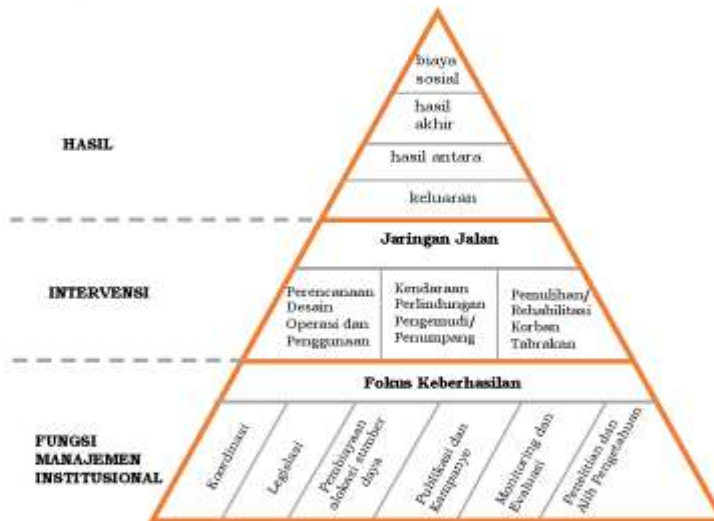 biaya
sosial
hasil
akhir
HASIL
hasil antara
keluaran
Jaringan Jalan
INTERVENSI
Perencanaan
Desain
Operasi dan
Penggunaan
Kendaraan
Perlindungan
Pengemudi/
Penumpang
Pemulihan/
Rehabilitasi
Korban
Tabrakan
Fokus Keberhasilan
FUNGSI
MANAJEMEN
INSTITUSIONAL
Koordinasi
Legislasi
Pembiayaan
alokasi sumber
daya
Publikasi dan
Kampanye
Monitoring dan
Evaluasi
Penelitian dan
Alih Pengetahuan